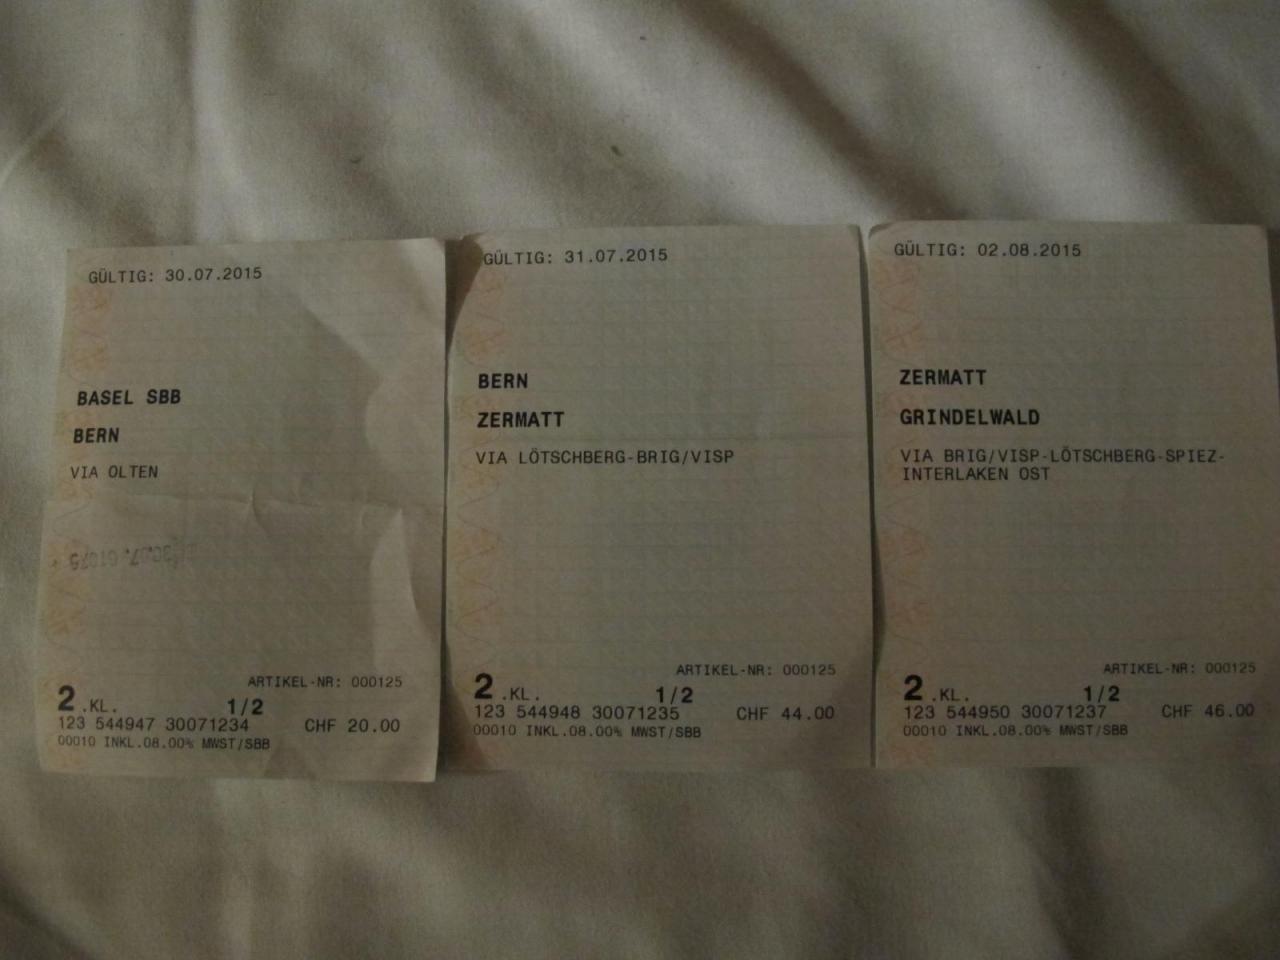 GÜLTIG: 30.07.2015
BASEL SBB
BERN
VIA OLTEN
ARTIKEL-NR: 000125
2.KL. 1/2
123 544947 30071234 CHF 20.00
00010 INKL.08.00% MWST/SBB
GÜLTIG: 31.07.2015
BERN
ZERMATT
VIA LÖTSCHBERG-BRIG/VISP
ARTIKEL-NR: 000125
2.KL. 1/2
123 544948 30071235 CHF 44.00
00010 INKL.08.00% MWST/SBB
GÜLTIG: 02.08.2015
ZERMATT
GRINDELWALD
VIA BRIG/VISP-LÖTSCHBERG-SPIEZ-
INTERLAKEN OST
ARTIKEL-NR: 000125
2.KL. 1/2
123 544950 30071237 CHF 46.00
00010 INKL.08.00% MWST/SBB